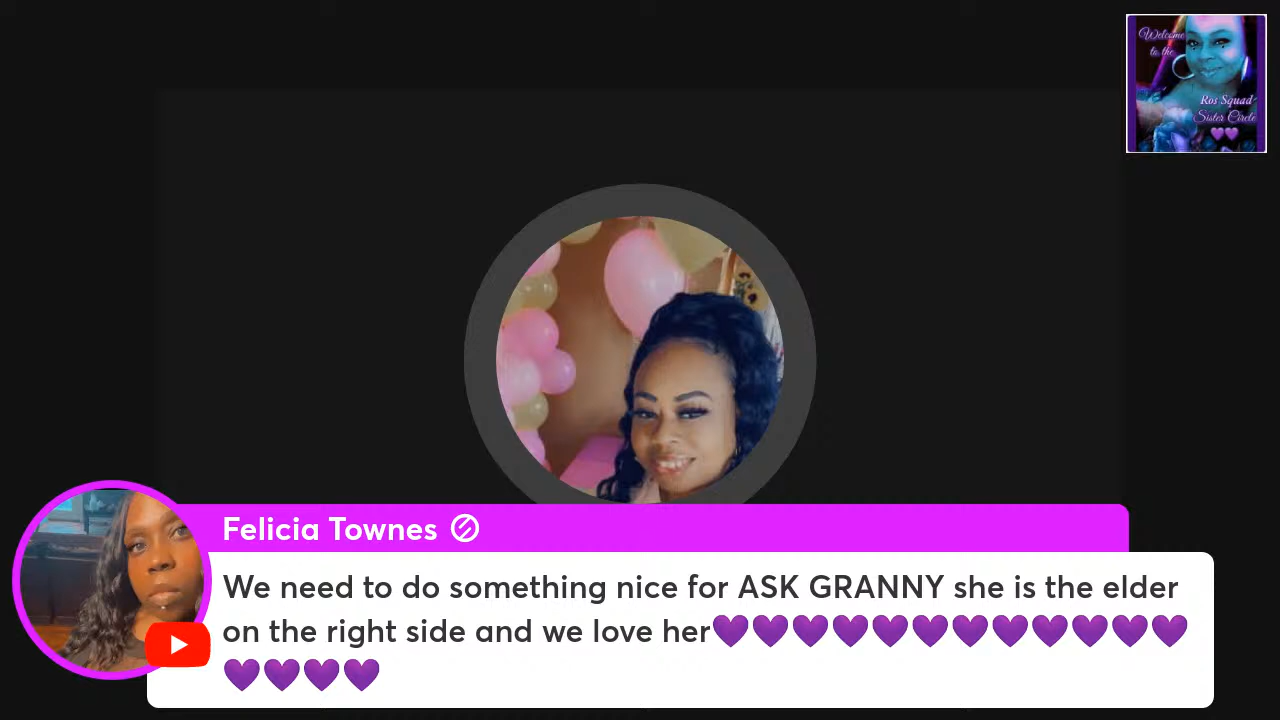 Welcome
to the
Ros Squad
Sister Circle
💜💜
Felicia Townes
We need to do something nice for ASK GRANNY she is the elder
on the right side and we love her💜💜💜💜💜💜💜💜💜💜💜💜
💜💜💜💜